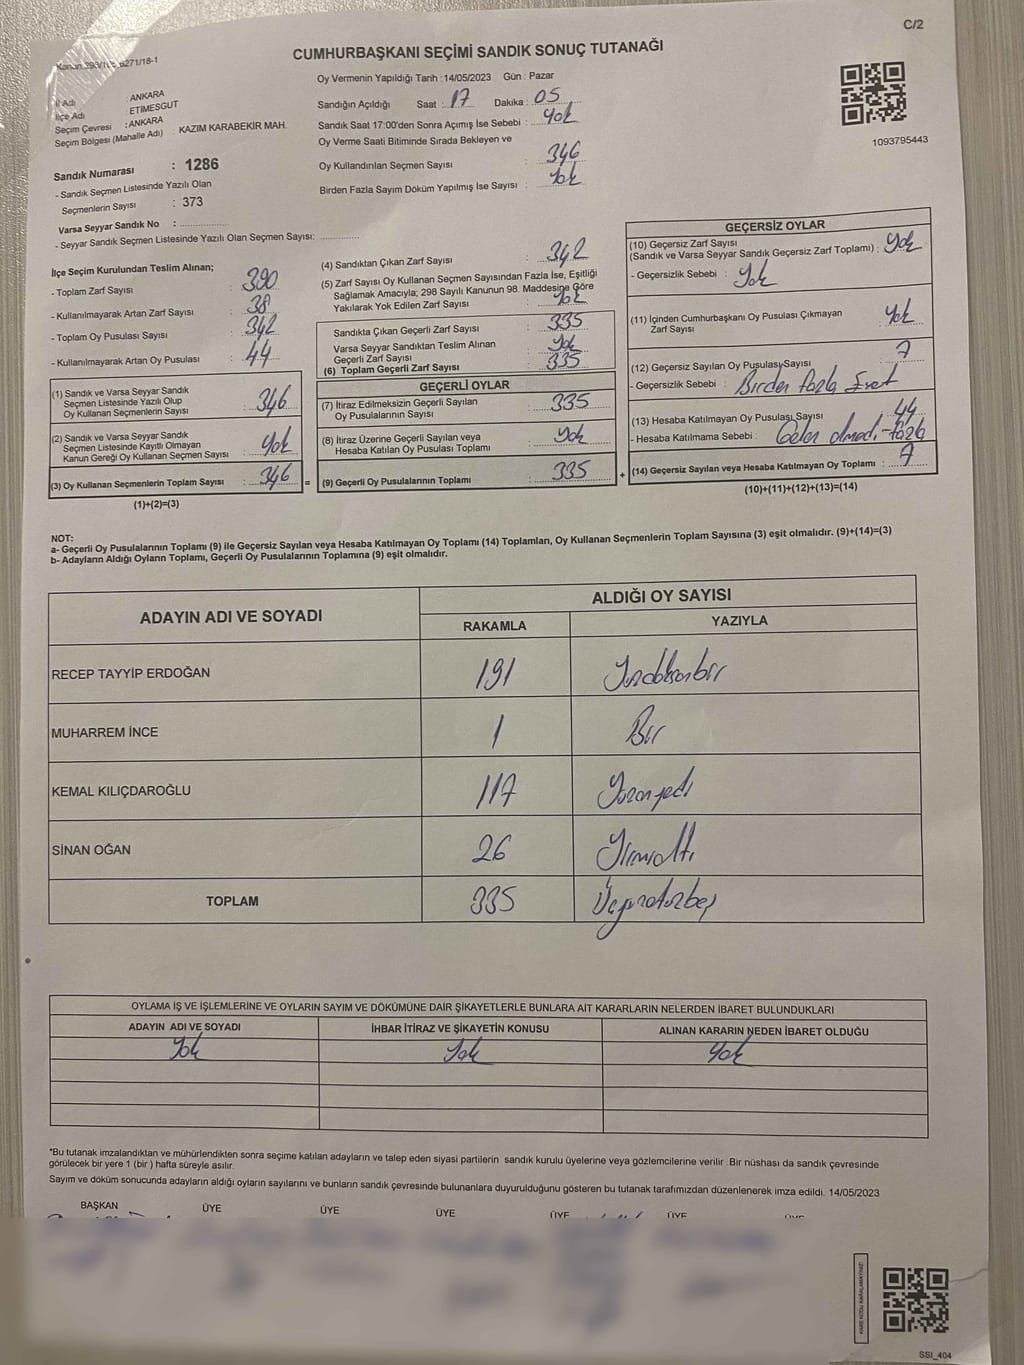 C/2
CUMHURBAŞKANI SEÇİMİ SANDIK SONUÇ TUTANAĞI
6271/18-1
İl Adı : ANKARA
İlçe Adı : ETİMESGUT
Seçim Çevresi : ANKARA
Seçim Bölgesi (Mahalle Adı) : KAZIM KARABEKİR MAH.
Oy Vermenin Yapıldığı Tarih :14/05/2023 Gün : Pazar
Sandığın Açıldığı Saat : 17 Dakika : 05
Sandık Saat 17:00'den Sonra Açımış İse Sebebi : Yok
Oy Verme Saati Bitiminde Sırada Bekleyen ve
Oy Kullandırılan Seçmen Sayısı : 346
Birden Fazla Sayım Döküm Yapılmış İse Sayısı : Yok
1093795443
Sandık Numarası : 1286
- Sandık Seçmen Listesinde Yazılı Olan
Seçmenlerin Sayısı : 373
Varsa Seyyar Sandık No :
- Seyyar Sandık Seçmen Listesinde Yazılı Olan Seçmen Sayısı:
İlçe Seçim Kurulundan Teslim Alınan;
- Toplam Zarf Sayısı : 390
- Kullanılmayarak Artan Zarf Sayısı : 38
- Toplam Oy Pusulası Sayısı : 342
- Kullanılmayarak Artan Oy Pusulası : 44
(1) Sandık ve Varsa Seyyar Sandık
Seçmen Listesinde Yazılı Olup
Oy Kullanan Seçmenlerin Sayısı : 346
(2) Sandık ve Varsa Seyyar Sandık
Seçmen Listesinde Kayıtlı Olmayan
Kanun Gereği Oy Kullanan Seçmen Sayısı : Yok
(3) Oy Kullanan Seçmenlerin Toplam Sayısı : 346 =
(1)+(2)=(3)
(4) Sandıktan Çıkan Zarf Sayısı : 342
(5) Zarf Sayısı Oy Kullanan Seçmen Sayısından Fazla İse, Eşitliği
Sağlamak Amacıyla; 298 Sayılı Kanunun 98. Maddesine Göre
Yakılarak Yok Edilen Zarf Sayısı : Yok
Sandıkta Çıkan Geçerli Zarf Sayısı : 335
Varsa Seyyar Sandıktan Teslim Alınan
Geçerli Zarf Sayısı : Yok
(6) Toplam Geçerli Zarf Sayısı : 335
GEÇERLİ OYLAR
(7) İtiraz Edilmeksizin Geçerli Sayılan
Oy Pusulalarının Sayısı : 335
(8) İtiraz Üzerine Geçerli Sayılan veya
Hesaba Katılan Oy Pusulası Toplamı : Yok
(9) Geçerli Oy Pusulalarının Toplamı : 335 +
GEÇERSİZ OYLAR
(10) Geçersiz Zarf Sayısı
(Sandık ve Varsa Seyyar Sandık Geçersiz Zarf Toplamı) : Yok
- Geçersizlik Sebebi : Yok
(11) İçinden Cumhurbaşkanı Oy Pusulası Çıkmayan
Zarf Sayısı : Yok
(12) Geçersiz Sayılan Oy Pusulası Sayısı : 7
- Geçersizlik Sebebi : Birden fazla Evet
(13) Hesaba Katılmayan Oy Pusulası Sayısı : 44
- Hesaba Katılmama Sebebi : Gelen olmadı-fazla
(14) Geçersiz Sayılan veya Hesaba Katılmayan Oy Toplamı : 7
(10)+(11)+(12)+(13)=(14)
NOT:
a- Geçerli Oy Pusulalarının Toplamı (9) ile Geçersiz Sayılan veya Hesaba Katılmayan Oy Toplamı (14) Toplamları, Oy Kullanan Seçmenlerin Toplam Sayısına (3) eşit olmalıdır. (9)+(14)=(3)
b- Adayların Aldığı Oyların Toplamı, Geçerli Oy Pusulalarının Toplamına (9) eşit olmalıdır.
ADAYIN ADI VE SOYADI ALDIĞI OY SAYISI
RAKAMLA YAZIYLA
RECEP TAYYİP ERDOĞAN 191 Yüzdoksanbir
MUHARREM İNCE 1 Bir
KEMAL KILIÇDAROĞLU 117 Yüzonyedi
SİNAN OĞAN 26 Yirmialtı
TOPLAM 335 Üçyüzotuzbeş
OYLAMA İŞ VE İŞLEMLERİNE VE OYLARIN SAYIM VE DÖKÜMÜNE DAİR ŞİKAYETLERLE BUNLARA AİT KARARLARIN NELERDEN İBARET BULUNDUKLARI
ADAYIN ADI VE SOYADI İHBAR İTİRAZ VE ŞİKAYETİN KONUSU ALINAN KARARIN NEDEN İBARET OLDUĞU
Yok Yok Yok
*Bu tutanak imzalandıktan ve mühürlendikten sonra seçime katılan adayların ve talep eden siyasi partilerin sandık kurulu üyelerine veya gözlemcilerine verilir .Bir nüshası da sandık çevresinde
görülecek bir yere 1 (bir ) hafta süreyle asılır.
Sayım ve döküm sonucunda adayların aldığı oyların sayılarını ve bunların sandık çevresinde bulunanlara duyurulduğunu gösteren bu tutanak tarafımızdan düzenlenerek imza edildi. 14/05/2023
BAŞKAN ÜYE ÜYE ÜYE ÜYE ÜYE
SSI_404